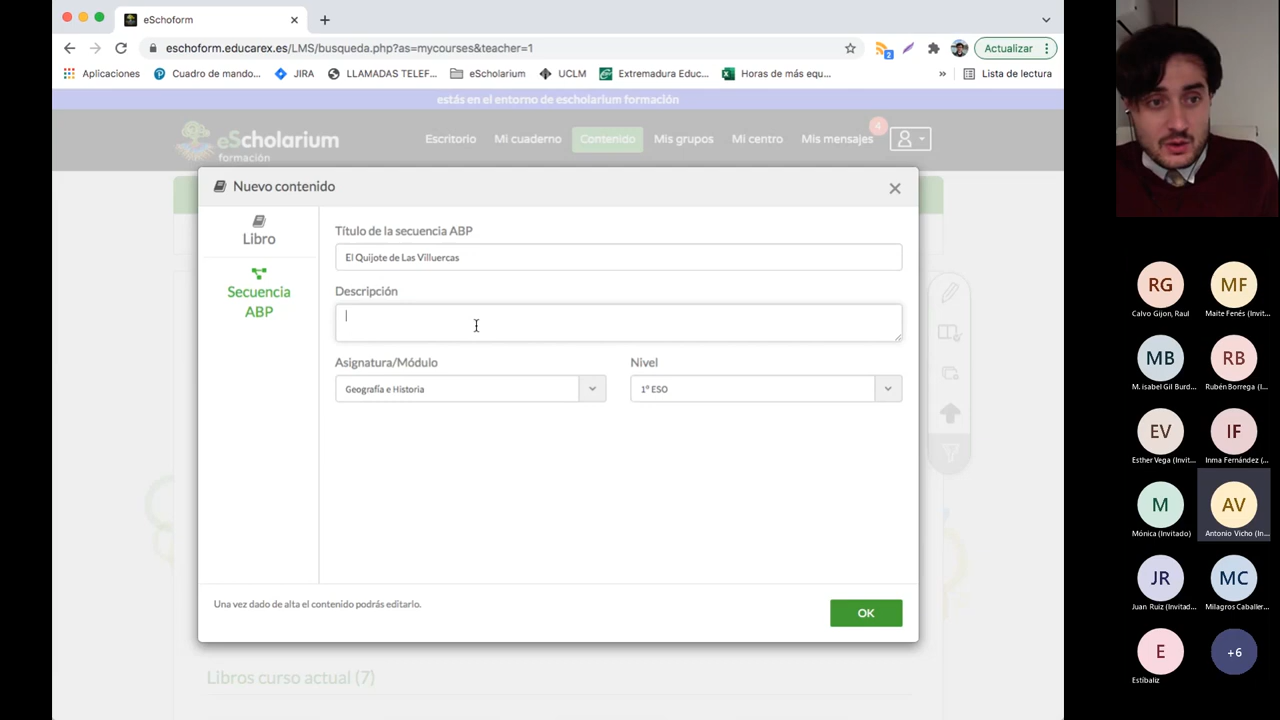 eSchoform
eschoform.educarex.es/LMS/busqueda.php?as=mycourses&teacher=1
2
Actualizar
Aplicaciones
Cuadro de mando...
JIRA
LLAMADAS TELEF...
eScholarium
UCLM
Extremadura Educ...
Horas de más equ...
»
Lista de lectura
estás en el entorno de escholarium formación
eScholarium
formación
Escritorio
Mi cuaderno
Contenido
Mis grupos
Mi centro
Mis mensajes
4
Nuevo contenido
Libro
Secuencia
ABP
Título de la secuencia ABP
El Quijote de Las Villuercas
Descripción
Asignatura/Módulo
Nivel
Geografía e Historia
1º ESO
Una vez dado de alta el contenido podrás editarlo.
OK
Libros curso actual (7)
RG
MF
Calvo Gijon, Raul
Maite Fenés (Invit...
MB
RB
M. isabel Gil Burd...
Rubén Borrega (I...
EV
IF
Esther Vega (Invit...
Inma Fernández (...
M
AV
Mónica (Invitado)
Antonio Vicho (In...
JR
MC
Juan Ruiz (Invitad...
Milagros Caballer...
E
+6
Estíbaliz